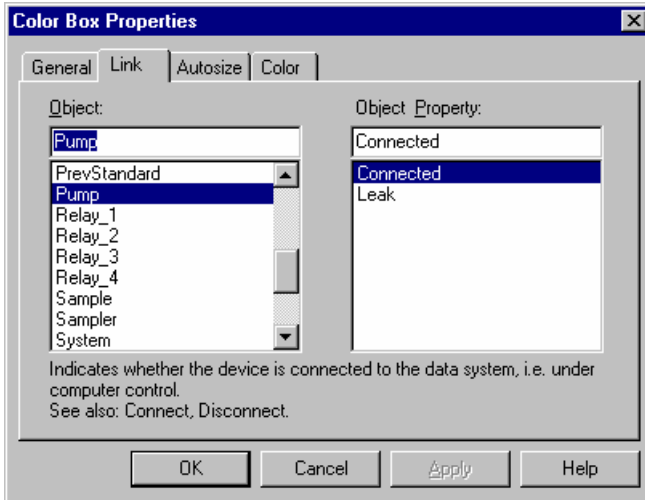 Color Box Properties
General Link Autosize Color
Object: Object Property:
Pump Connected
PrevStandard Connected
Pump Leak
Relay_1
Relay_2
Relay_3
Relay_4
Sample
Sampler
System
Indicates whether the device is connected to the data system, i.e. under
computer control.
See also: Connect, Disconnect.
OK Cancel Apply Help